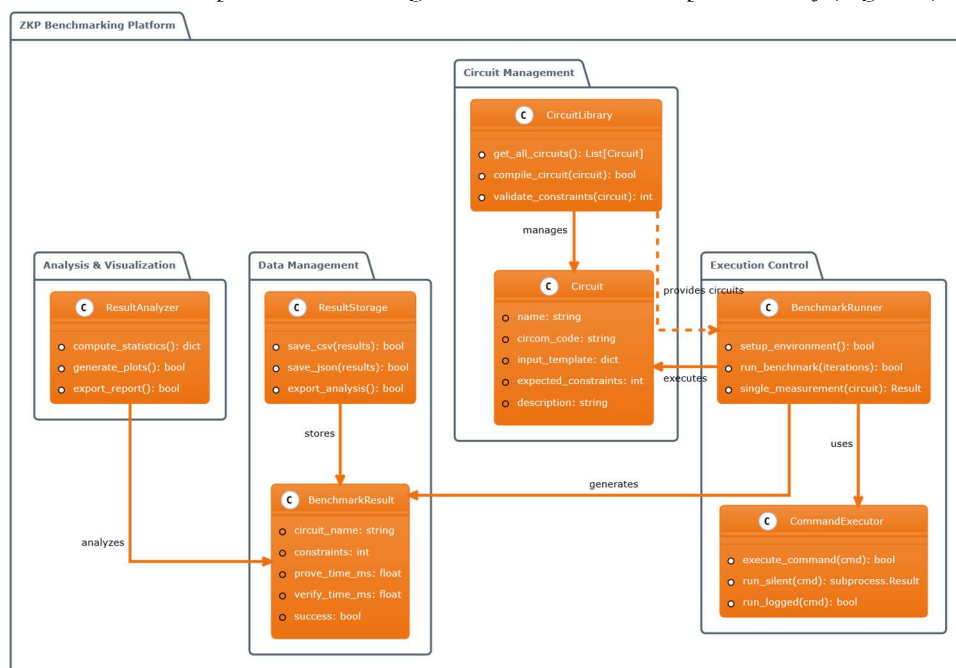 ZKP Benchmarking Platform
Circuit Management
C CircuitLibrary
get_all_circuits(): List[Circuit]
compile_circuit(circuit): bool
validate_constraints(circuit): int
manages
provides circuits
C Circuit
name: string
circom_code: string
input_template: dict
expected_constraints: int
description: string
Analysis & Visualization
C ResultAnalyzer
compute_statistics(): dict
generate_plots(): bool
export_report(): bool
analyzes
Data Management
C ResultStorage
save_csv(results): bool
save_json(results): bool
export_analysis(): bool
stores
C BenchmarkResult
circuit_name: string
constraints: int
prove_time_ms: float
verify_time_ms: float
success: bool
Execution Control
C BenchmarkRunner
setup_environment(): bool
run_benchmark(iterations): bool
single_measurement(circuit): Result
executes
uses
generates
C CommandExecutor
execute_command(cmd): bool
run_silent(cmd): subprocess.Result
run_logged(cmd): bool